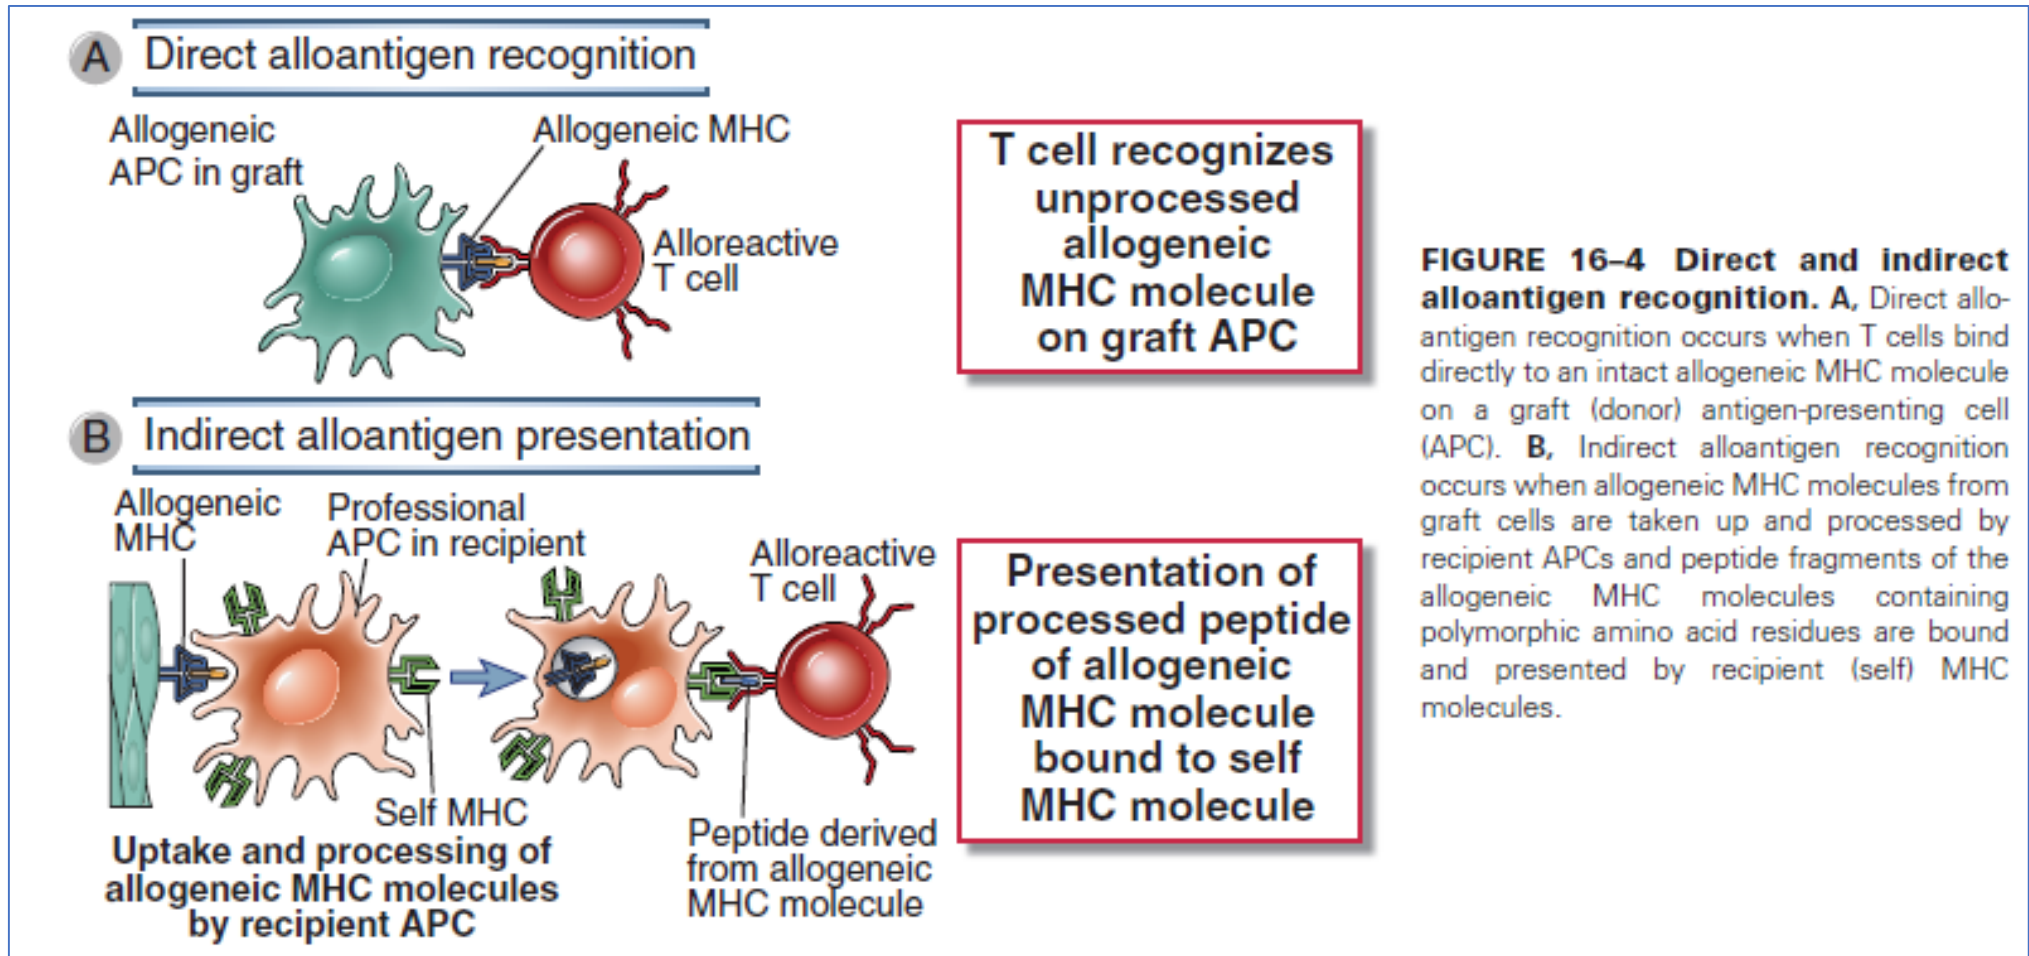 A Direct alloantigen recognition
Allogeneic
APC in graft
Allogeneic MHC
Alloreactive
T cell
T cell recognizes
unprocessed
allogeneic
MHC molecule
on graft APC
B Indirect alloantigen presentation
Allogeneic
MHC
Professional
APC in recipient
Alloreactive
T cell
Self MHC
Uptake and processing of
allogeneic MHC molecules
by recipient APC
Peptide derived
from allogeneic
MHC molecule
Presentation of
processed peptide
of allogeneic
MHC molecule
bound to self
MHC molecule
FIGURE 16–4 Direct and indirect
alloantigen recognition. A, Direct allo-
antigen recognition occurs when T cells bind
directly to an intact allogeneic MHC molecule
on a graft (donor) antigen-presenting cell
(APC). B, Indirect alloantigen recognition
occurs when allogeneic MHC molecules from
graft cells are taken up and processed by
recipient APCs and peptide fragments of the
allogeneic MHC molecules containing
polymorphic amino acid residues are bound
and presented by recipient (self) MHC
molecules.